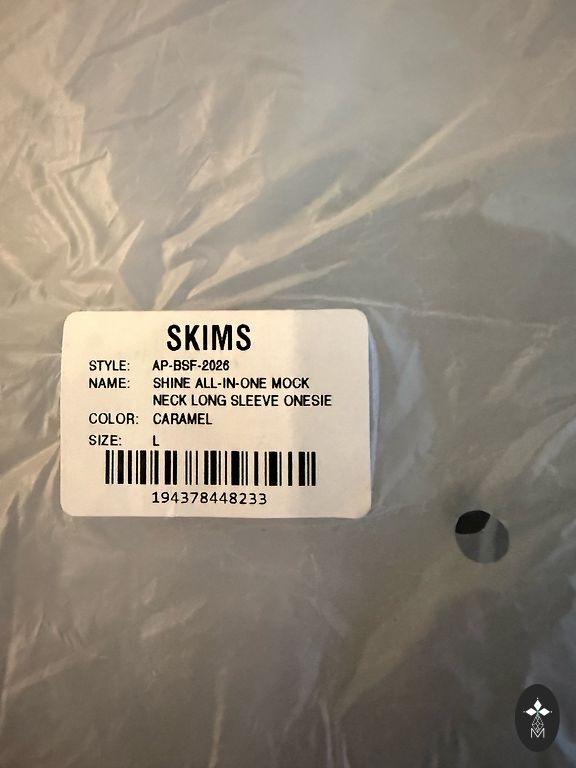 SKIMS
STYLE: AP-BSF-2026
NAME: SHINE ALL-IN-ONE MOCK
NECK LONG SLEEVE ONESIE
COLOR: CARAMEL
SIZE: L
194378448233
M